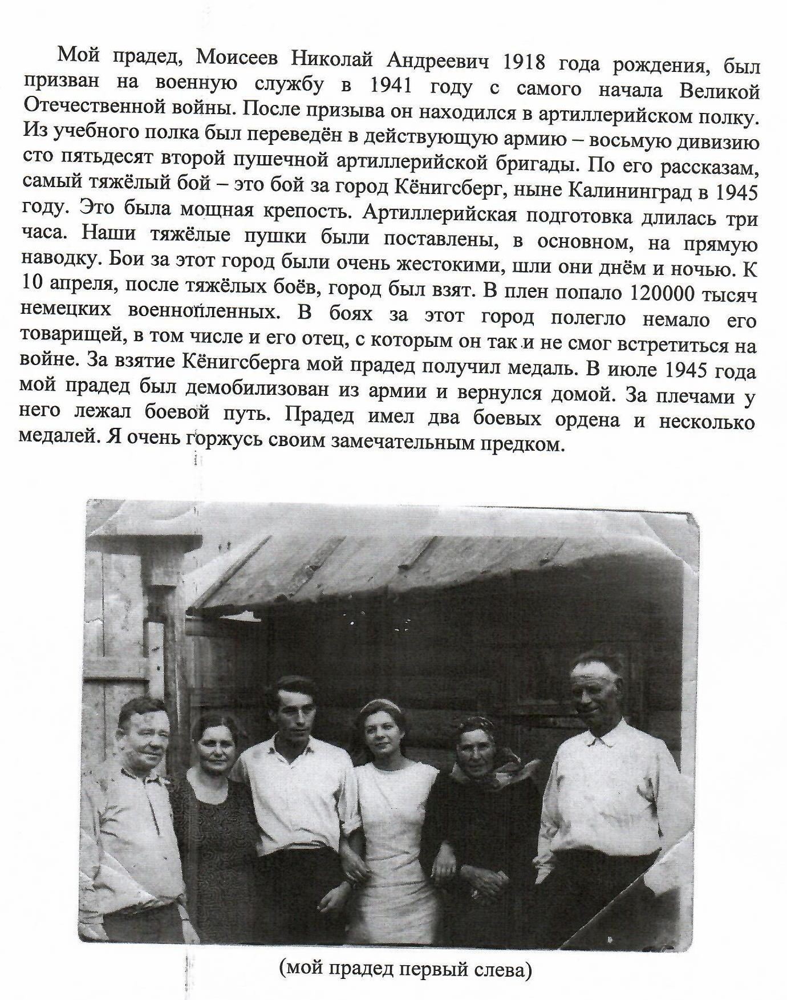 Мой прадед, Моисеев Николай Андреевич 1918 года рождения, был
призван на военную службу в 1941 году с самого начала Великой
Отечественной войны. После призыва он находился в артиллерийском полку.
Из учебного полка был переведён в действующую армию – восьмую дивизию
сто пятьдесят второй пушечной артиллерийской бригады. По его рассказам,
самый тяжёлый бой – это бой за город Кёнигсберг, ныне Калининград в 1945
году. Это была мощная крепость. Артиллерийская подготовка длилась три
часа. Наши тяжёлые пушки были поставлены, в основном, на прямую
наводку. Бои за этот город были очень жестокими, шли они днём и ночью. К
10 апреля, после тяжёлых боёв, город был взят. В плен попало 120000 тысяч
немецких военнопленных. В боях за этот город полегло немало его
товарищей, в том числе и его отец, с которым он так и не смог встретиться на
войне. За взятие Кёнигсберга мой прадед получил медаль. В июле 1945 года
мой прадед был демобилизован из армии и вернулся домой. За плечами у
него лежал боевой путь. Прадед имел два боевых ордена и несколько
медалей. Я очень горжусь своим замечательным предком.
(мой прадед первый слева)